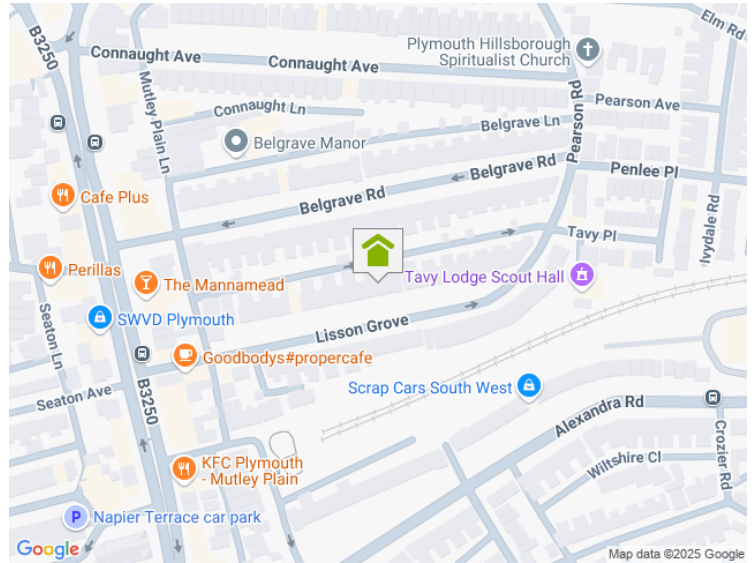 Elm Rd
B3250
Connaught Ave
Connaught Ave
Plymouth Hillsborough
Spiritualist Church
Mutley Plain Ln
Connaught Ln
Pearson Rd
Pearson Ave
Belgrave Ln
Belgrave Manor
Belgrave Rd
Penlee Pl
Cafe Plus
Belgrave Rd
Ivydale Rd
Tavy Pl
Perillas
The Mannamead
Tavy Lodge Scout Hall
SWVD Plymouth
Lisson Grove
Seaton Ln
Goodbodys#propercafe
Seaton Ave
B3250
Scrap Cars South West
Alexandra Rd
Crozier Rd
Wiltshire Cl
KFC Plymouth
- Mutley Plain
P
Napier Terrace car park
Google
Map data ©2025 Google